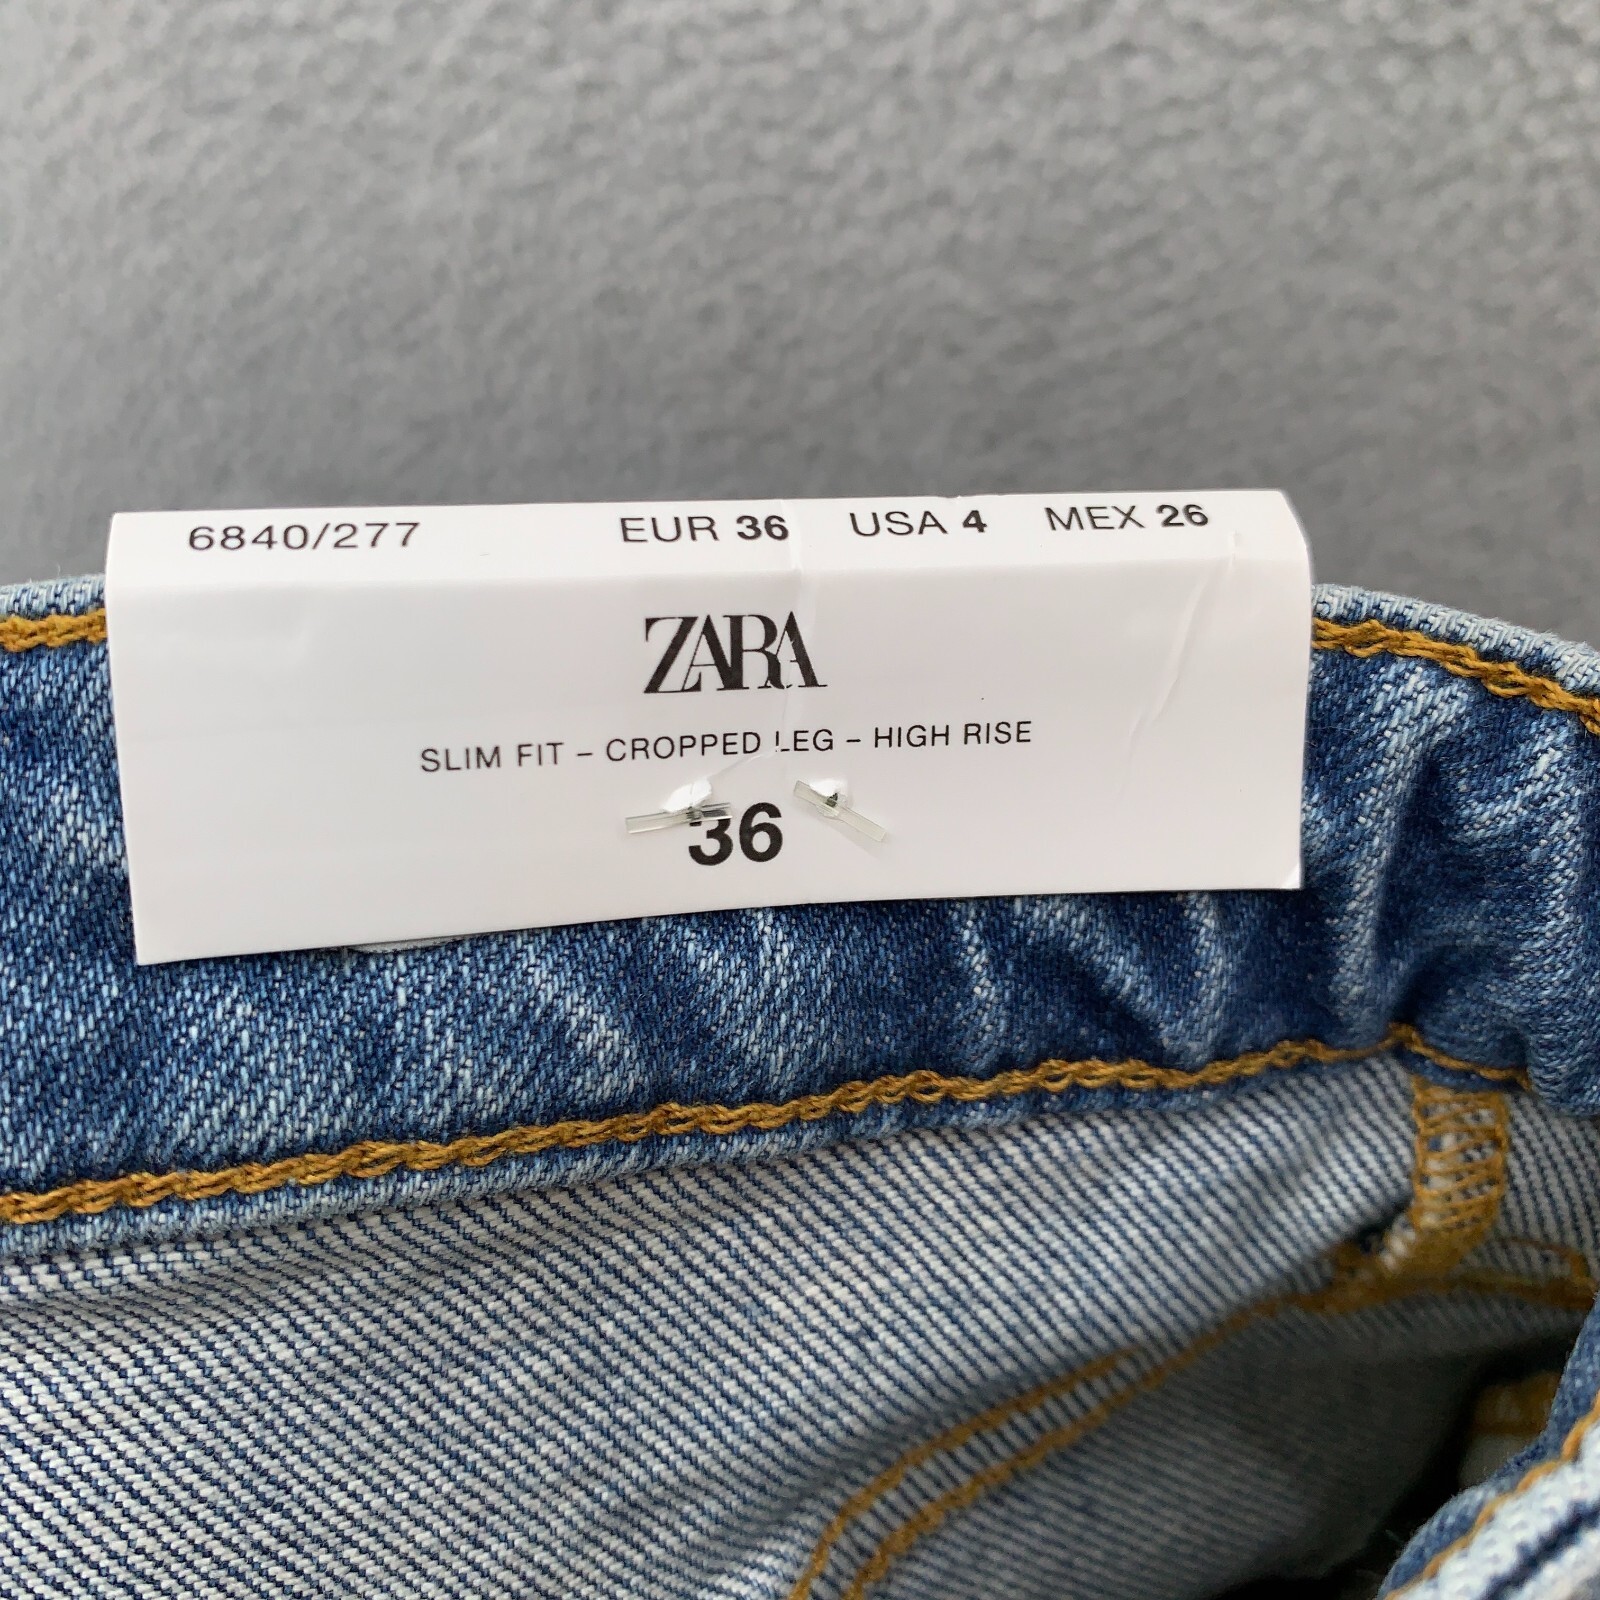 6840/277 EUR 36 USA 4 MEX 26
ZARA
SLIM FIT – CROPPED LEG – HIGH RISE
36